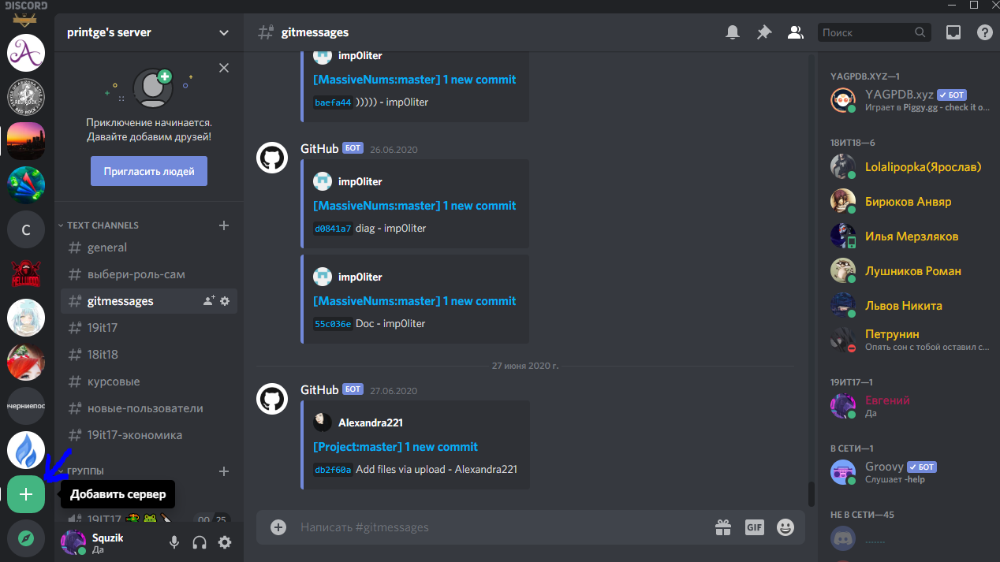 DISCORD
printge's server
gitmessages
Поиск
Приключение начинается.
Давайте добавим друзей!
Пригласить людей
TEXT CHANNELS
general
выбери-роль-сам
gitmessages
19it17
18it18
курсовые
новые-пользователи
19it17-экономика
ГРУППЫ
19IT17
00 25
C
RED ROCK
HELLWOOD
ечерниепос
Добавить сервер
Squzik
Да
imp0liter
[MassiveNums:master] 1 new commit
baefa44 ))))) - imp0liter
GitHub БОТ 26.06.2020
imp0liter
[MassiveNums:master] 1 new commit
d0841a7 diag - imp0liter
imp0liter
[MassiveNums:master] 1 new commit
55c036e Doc - imp0liter
27 июня 2020 г.
GitHub БОТ 27.06.2020
Alexandra221
[Project:master] 1 new commit
db2f60a Add files via upload - Alexandra221
Написать #gitmessages
GIF
YAGPDB.XYZ—1
YAGPDB.xyz БОТ
Играет в Piggy.gg - check it o...
18ИТ18—6
Lolalipopka(Ярослав)
Бирюков Анвяр
Илья Мерзляков
Лушников Роман
Львов Никита
Петрунин
Опять сон с тобой оставил с...
19ИТ17—1
Евгений
Да
В СЕТИ—1
Groovy БОТ
Слушает -help
НЕ В СЕТИ—45
.......